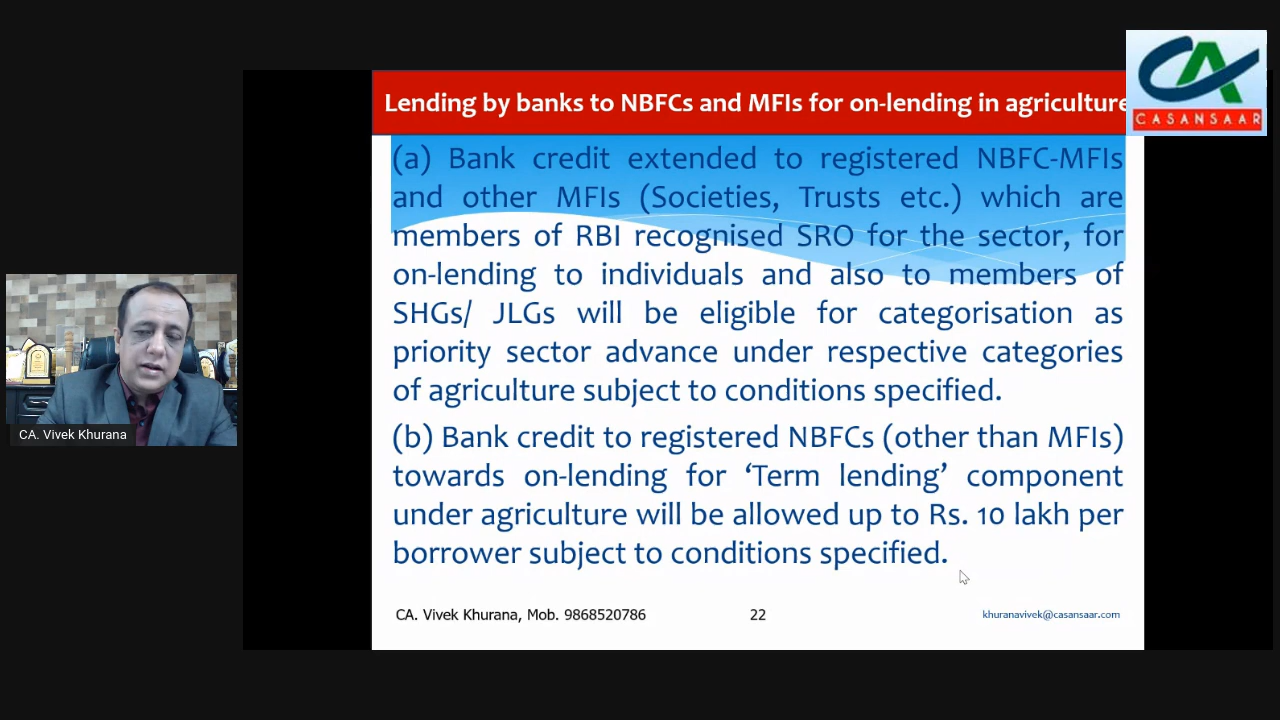 CASANSAAR
Lending by banks to NBFCs and MFIs for on-lending in agriculture
(a) Bank credit extended to registered NBFC-MFIs
and other MFIs (Societies, Trusts etc.) which are
members of RBI recognised SRO for the sector, for
on-lending to individuals and also to members of
SHGs/ JLGs will be eligible for categorisation as
priority sector advance under respective categories
of agriculture subject to conditions specified.
(b) Bank credit to registered NBFCs (other than MFIs)
towards on-lending for ‘Term lending’ component
under agriculture will be allowed up to Rs. 10 lakh per
borrower subject to conditions specified.
CA. Vivek Khurana
CA. Vivek Khurana, Mob. 9868520786
22
khuranavivek@casansaar.com